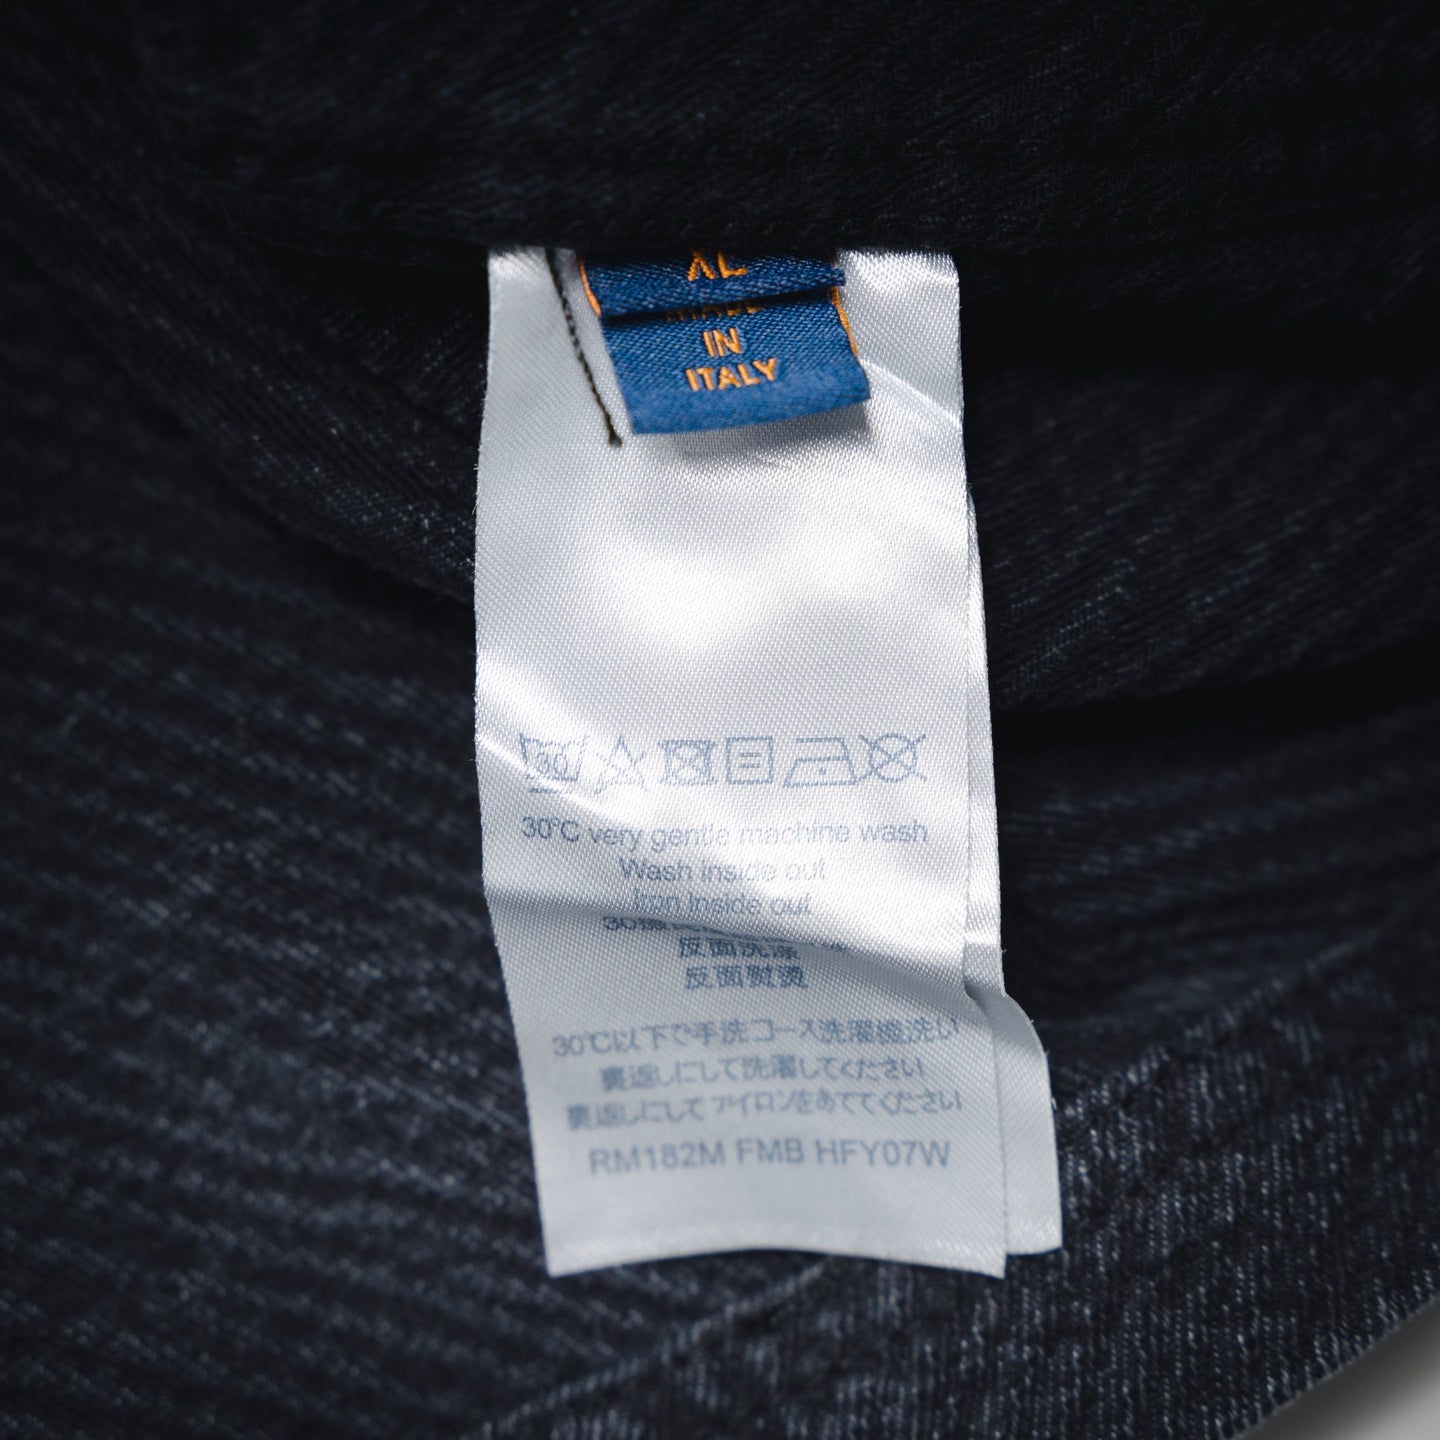 XL
MADE
IN
ITALY
30
30°C very gentle machine wash
Wash inside out
Iron inside out
30
反面洗滌
反面熨燙
30℃以下で手洗コース洗濯機洗い
裏返しにして洗濯してください
裏返しにしてアイロンをあててください
RM182M FMB HFY07W